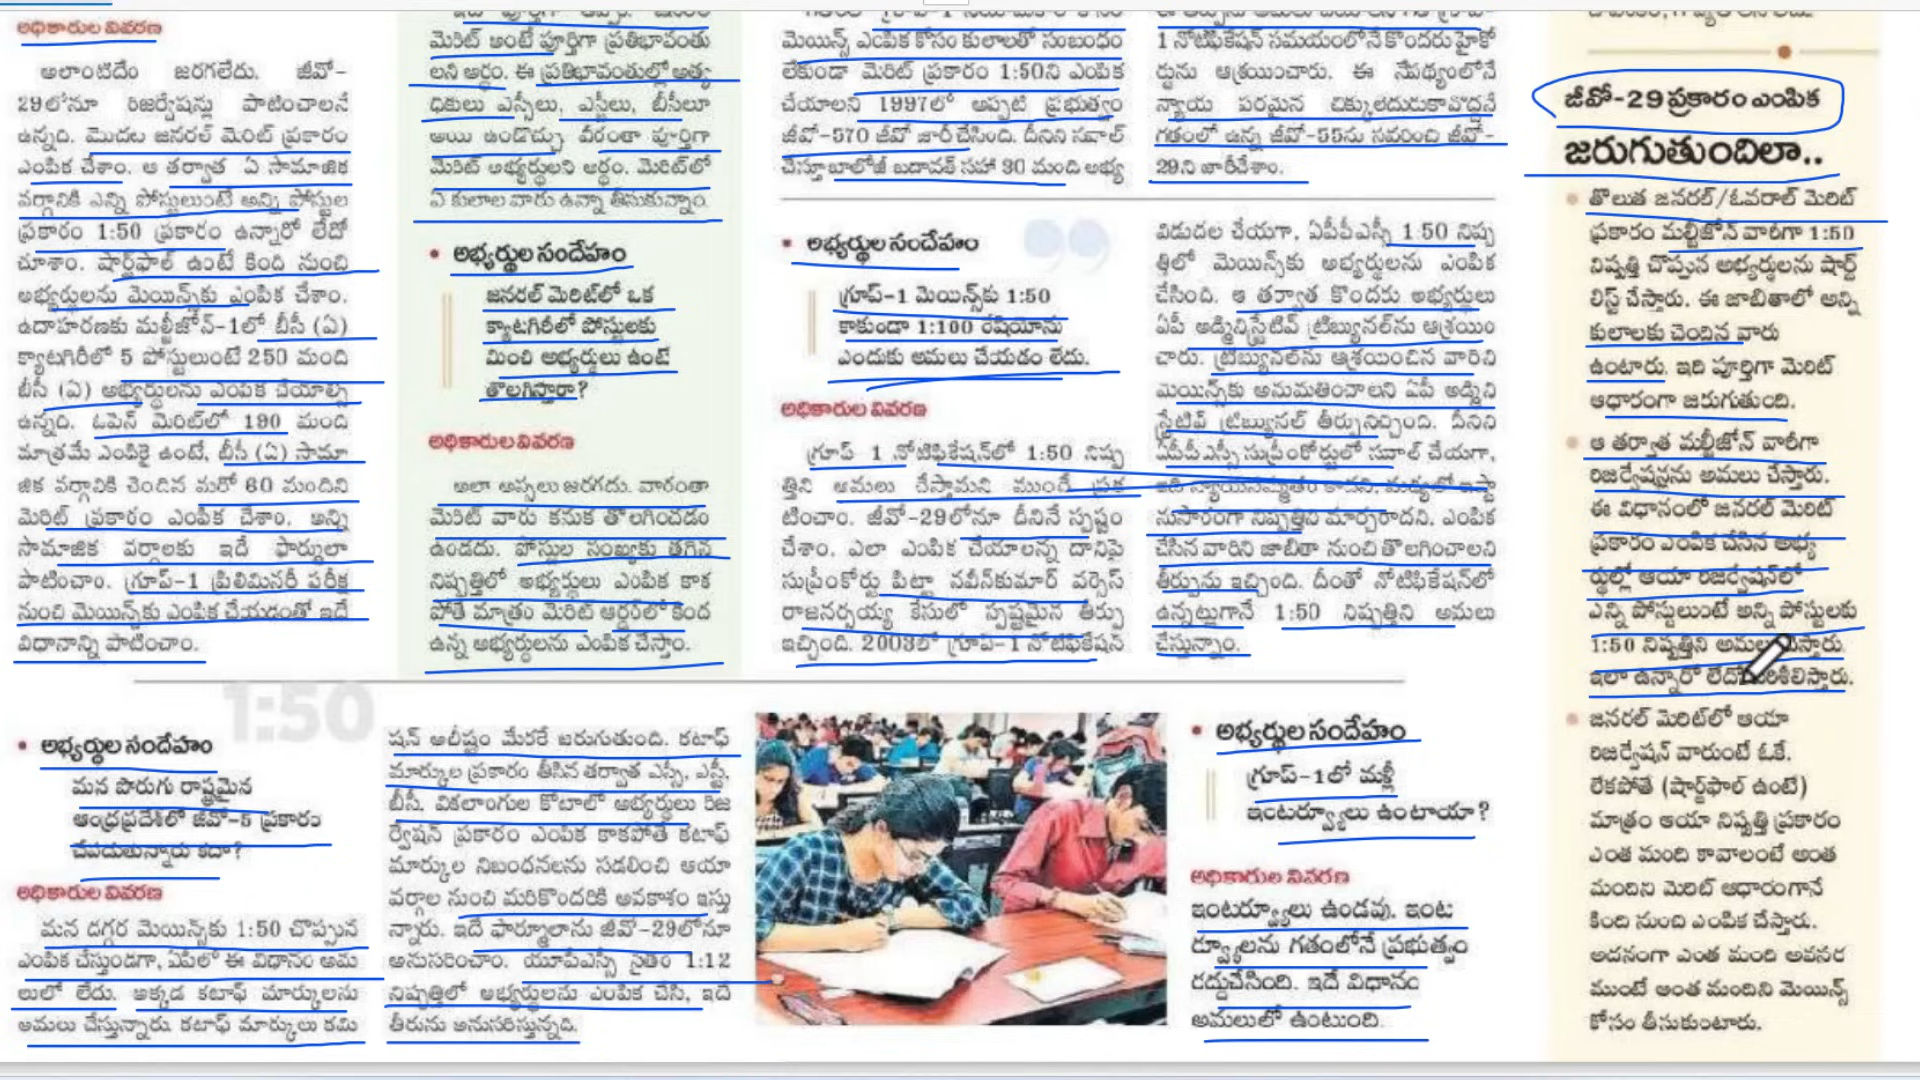 అధికారుల వివరణ
అలాంటిదేం జరగలేదు. జీవో-
29లోనూ రిజర్వేషన్లు పాటించాలనే
ఉన్నది. మొదట జనరల్ మెరిట్ ప్రకారం
ఎంపిక చేశాం. ఆ తర్వాత ఏ సామాజిక
వర్గానికి ఎన్ని పోస్టులుంటే అన్ని పోస్టుల
ప్రకారం 1:50 ప్రకారం ఉన్నారో లేదో
చూశాం. షార్ట్‌ఫాల్ ఉంటే కింది నుంచి
అభ్యర్థులను మెయిన్స్‌కు ఎంపిక చేశాం.
ఉదాహరణకు మల్టీజోన్-1లో బీసీ (ఏ)
క్యాటగిరీలో 5 పోస్టులుంటే 250 మంది
బీసీ (ఏ) అభ్యర్థులను ఎంపిక చేయాల్సి
ఉన్నది. ఓపెన్ మెరిట్‌లో 190 మంది
మాత్రమే ఎంపికై ఉంటే, బీసీ (ఏ) సామా
జిక వర్గానికి చెందిన మరో 60 మందిని
మెరిట్ ప్రకారం ఎంపిక చేశాం. అన్ని
సామాజిక వర్గాలకు ఇదే ఫార్ములా
పాటించాం. గ్రూప్-1 ప్రిలిమినరీ పరీక్ష
నుంచి మెయిన్స్‌కు ఎంపిక చేయడంతో ఇదే
విధానాన్ని పాటించాం.
మెరిట్ అంటే పూర్తిగా ప్రతిభావంతు
లని అర్థం. ఈ ప్రతిభావంతుల్లో అత్య
ధికులు ఎస్సీలు, ఎస్టీలు, బీసీలూ
అయి ఉండొచ్చు వీరంతా పూర్తిగా
మెరిట్ అభ్యర్థులని అర్థం. మెరిట్‌లో
ఏ కులాల వారు ఉన్నా తీసుకున్నాం.
• అభ్యర్థుల సందేహం
జనరల్ మెరిట్‌లో ఒక
క్యాటగిరీలో పోస్టులకు
మించి అభ్యర్థులు ఉంటే
తొలగిస్తారా?
అధికారుల వివరణ
అలా అస్సలు జరగదు. వారంతా
మెరిట్ వారు కనుక తొలగించడం
ఉండదు. పోస్టుల సంఖ్యకు తగిన
నిష్పత్తిలో అభ్యర్థులు ఎంపిక కాక
పోతే మాత్రం మెరిట్ ఆర్డర్‌లో కింద
ఉన్న అభ్యర్థులను ఎంపిక చేస్తాం.
మెయిన్స్ ఎంపిక కోసం కులాలతో సంబంధం
లేకుండా మెరిట్ ప్రకారం 1:50ని ఎంపిక
చేయాలని 1997లో అప్పటి ప్రభుత్వం
జీవో-570 జీవో జారీ చేసింది. దీనిని సవాల్
చేస్తూ బాలోజీ బదావత్ సహా 30 మంది అభ్య
1 నోటిఫికేషన్ సమయంలోనే కొందరు హైకో
ర్టును ఆశ్రయించారు. ఈ నేపథ్యంలోనే
న్యాయ పరమైన చిక్కులెదురుకావొద్దనే
గతంలో ఉన్న జీవో-55ను సవరించి జీవో-
29ని జారీచేశాం.
• అభ్యర్థుల సందేహం
గ్రూప్-1 మెయిన్స్‌కు 1:50
కాకుండా 1:100 రేషియోను
ఎందుకు అమలు చేయడం లేదు.
అధికారుల వివరణ
గ్రూప్ 1 నోటిఫికేషన్‌లో 1:50 నిష్ప
త్తిని అమలు చేస్తామని ముందే ప్రక
టించాం. జీవో-29లోనూ దీనినే స్పష్టం
చేశాం. ఎలా ఎంపిక చేయాలన్న దానిపై
సుప్రీంకోర్టు పిట్టా నవీన్‌కుమార్ వర్సెస్
రాజనర్సయ్య కేసులో స్పష్టమైన తీర్పు
ఇచ్చింది. 2003లో గ్రూప్-1 నోటిఫికేషన్
విడుదల చేయగా, ఏపీపీఎస్సీ 1:50 నిష్ప
త్తిలో మెయిన్స్‌కు అభ్యర్థులను ఎంపిక
చేసింది. ఆ తర్వాత కొందరు అభ్యర్థులు
ఏపీ అడ్మినిస్ట్రేటివ్ ట్రిబ్యునల్‌ను ఆశ్రయిం
చారు. ట్రిబ్యునల్‌ను ఆశ్రయించిన వారిని
మెయిన్స్‌కు అనుమతించాలని ఏపీ అడ్మిని
స్ట్రేటివ్ ట్రిబ్యునల్ తీర్పునిచ్చింది. దీనిని
ఏపీపీఎస్సీ సుప్రీంకోర్టులో సవాల్ చేయగా,
ఇది న్యాయసమ్మతం కాదని, మధ్యలో ఇష్టా
నుసారంగా నిష్పత్తిని మార్చరాదని, ఎంపిక
చేసిన వారిని జాబితా నుంచి తొలగించాలని
తీర్పును ఇచ్చింది. దీంతో నోటిఫికేషన్‌లో
ఉన్నట్టుగానే 1:50 నిష్పత్తిని అమలు
చేస్తున్నాం.
జీవో-29 ప్రకారం ఎంపిక
జరుగుతుందిలా..
• తొలుత జనరల్/ఓవరాల్ మెరిట్
ప్రకారం మల్టీజోన్ వారీగా 1:50
నిష్పత్తి చొప్పున అభ్యర్థులను షార్ట్
లిస్ట్ చేస్తారు. ఈ జాబితాలో అన్ని
కులాలకు చెందిన వారు
ఉంటారు. ఇది పూర్తిగా మెరిట్
ఆధారంగా జరుగుతుంది.
• ఆ తర్వాత మల్టీజోన్ వారీగా
రిజర్వేషన్లను అమలు చేస్తారు.
ఈ విధానంలో జనరల్ మెరిట్
ప్రకారం ఎంపిక చేసిన అభ్య
ర్థుల్లో ఆయా రిజర్వేషన్‌లో
ఎన్ని పోస్టులుంటే అన్ని పోస్టులకు
1:50 నిష్పత్తిని అమలు
ఇలా ఉన్నారో లేదో
• జనరల్ మెరిట్‌లో ఆయా
రిజర్వేషన్ వారుంటే ఓకే.
లేకపోతే (షార్ట్‌ఫాల్ ఉంటే)
మాత్రం ఆయా నిష్పత్తి ప్రకారం
ఎంత మంది కావాలంటే అంత
మందిని మెరిట్ ఆధారంగానే
కింది నుంచి ఎంపిక చేస్తారు.
అదనంగా ఎంత మంది అవసర
ముంటే అంత మందిని మెయిన్స్
కోసం తీసుకుంటారు.
1:50
• అభ్యర్థుల సందేహం
మన పొరుగు రాష్ట్రమైన
ఆంధ్రప్రదేశ్‌లో జీవో-5 ప్రకారం
చేపడుతున్నారు కదా?
అధికారుల వివరణ
మన దగ్గర మెయిన్స్‌కు 1:50 చొప్పున
ఎంపిక చేస్తుండగా, ఏపీలో ఈ విధానం అమ
లులో లేదు. అక్కడ కటాఫ్ మార్కులను
అమలు చేస్తున్నారు. కటాఫ్ మార్కులు కమి
షన్ అభీష్టం మేరకే జరుగుతుంది. కటాఫ్
మార్కుల ప్రకారం తీసిన తర్వాత ఎస్సీ, ఎస్టీ,
బీసీ, వికలాంగుల కోటాలో అభ్యర్థులు రిజ
ర్వేషన్ ప్రకారం ఎంపిక కాకపోతే కటాఫ్
మార్కుల నిబంధనలను సడలించి ఆయా
వర్గాల నుంచి మరికొందరికి అవకాశం ఇస్తు
న్నారు. ఇదే ఫార్మూలాను జీవో-29లోనూ
అనుసరించాం. యూపీఎస్సీ సైతం 1:12
నిష్పత్తిలో అభ్యర్థులను ఎంపిక చేసి, ఇదే
తీరును అనుసరిస్తున్నది.
• అభ్యర్థుల సందేహం
గ్రూప్-1లో మళ్లీ
ఇంటర్వ్యూలు ఉంటాయా?
అధికారుల వివరణ
ఇంటర్వ్యూలు ఉండవు. ఇంట
ర్వ్యూలను గతంలోనే ప్రభుత్వం
రద్దుచేసింది. ఇదే విధానం
అమలులో ఉంటుంది.